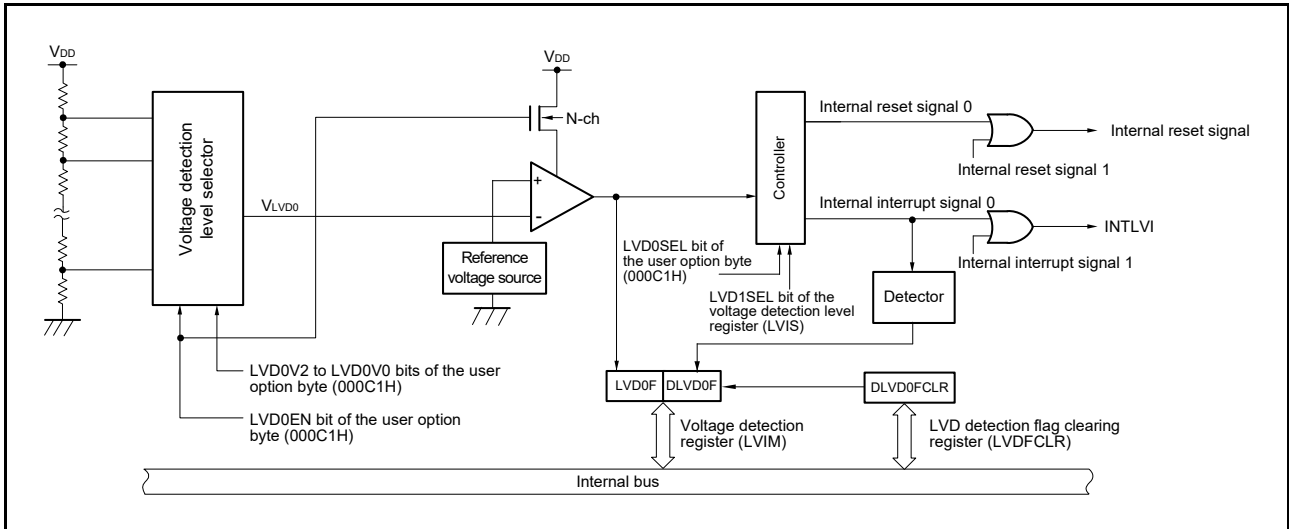 VDD
VDD
Voltage detection
level selector
N-ch
VLVD0
+
-
Reference
voltage source
Controller
Internal reset signal 0
Internal reset signal
Internal reset signal 1
Internal interrupt signal 0
INTLVI
Internal interrupt signal 1
LVD0SEL bit of
the user option byte
(000C1H)
LVD1SEL bit of the
voltage detection level
register (LVIS)
Detector
LVD0V2 to LVD0V0 bits of the user
option byte (000C1H)
LVD0EN bit of the user option
byte (000C1H)
LVD0F
DLVD0F
DLVD0FCLR
Voltage detection
register (LVIM)
LVD detection flag clearing
register (LVDFCLR)
Internal bus